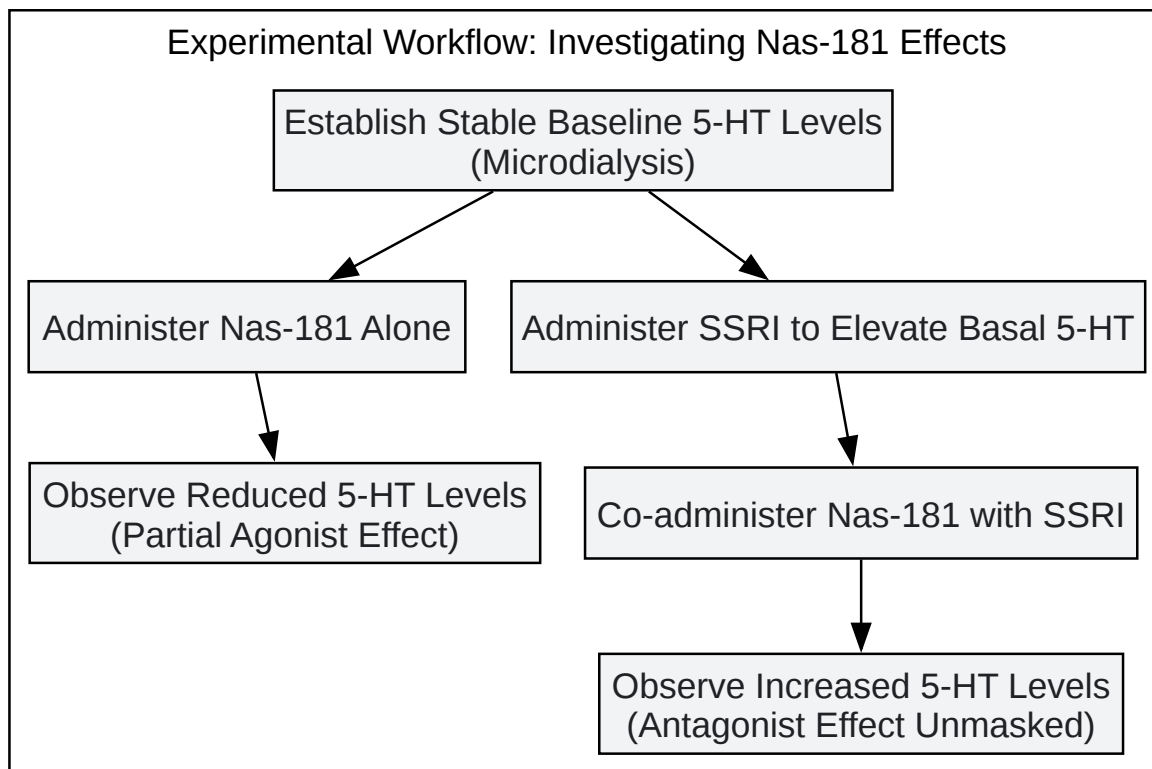 Experimental Workflow: Investigating Nas-181 Effects
Establish Stable Baseline 5-HT Levels
(Microdialysis)
Administer Nas-181 Alone
Administer SSRI to Elevate Basal 5-HT
Observe Reduced 5-HT Levels
(Partial Agonist Effect)
Co-administer Nas-181 with SSRI
Observe Increased 5-HT Levels
(Antagonist Effect Unmasked)